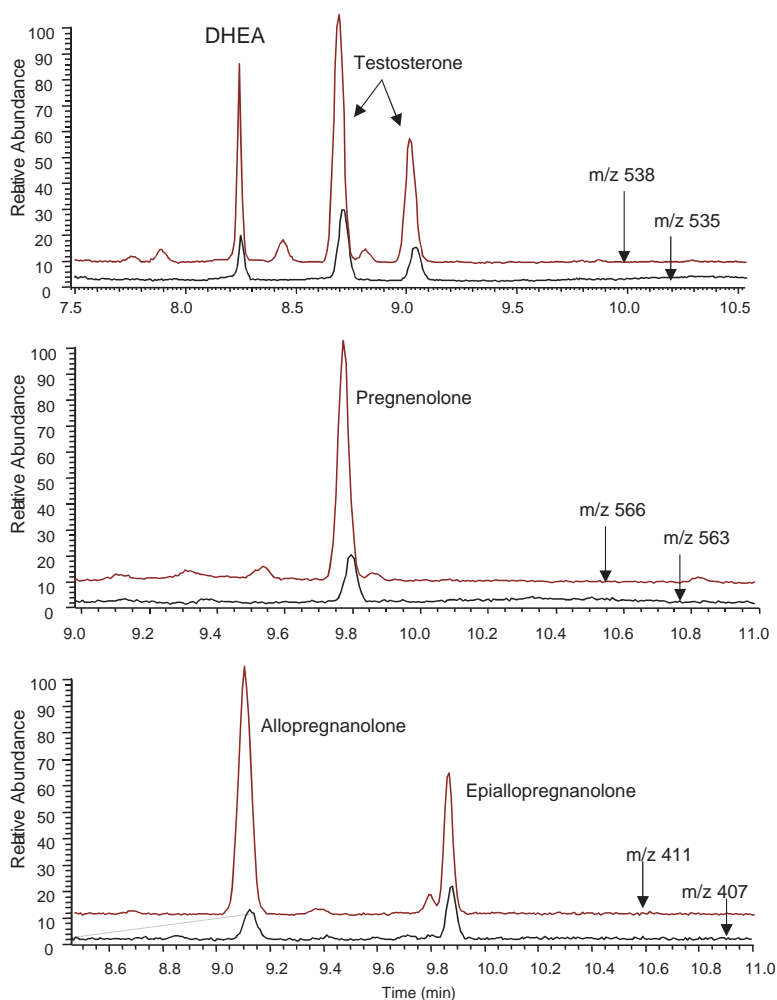 Relative Abundance
100
90
80
70
60
50
40
30
20
10
0
DHEA
Testosterone
m/z 538
m/z 535
7.5 8.0 8.5 9.0 9.5 10.0 10.5
Relative Abundance
100
90
80
70
60
50
40
30
20
10
0
Pregnenolone
m/z 566
m/z 563
9.0 9.2 9.4 9.6 9.8 10.0 10.2 10.4 10.6 10.8 11.0
Relative Abundance
100
90
80
70
60
50
40
30
20
10
0
Allopregnanolone
Epiallopregnanolone
m/z 411
m/z 407
8.6 8.8 9.0 9.2 9.4 9.6 9.8 10.0 10.2 10.4 10.6 10.8 11.0
Time (min)